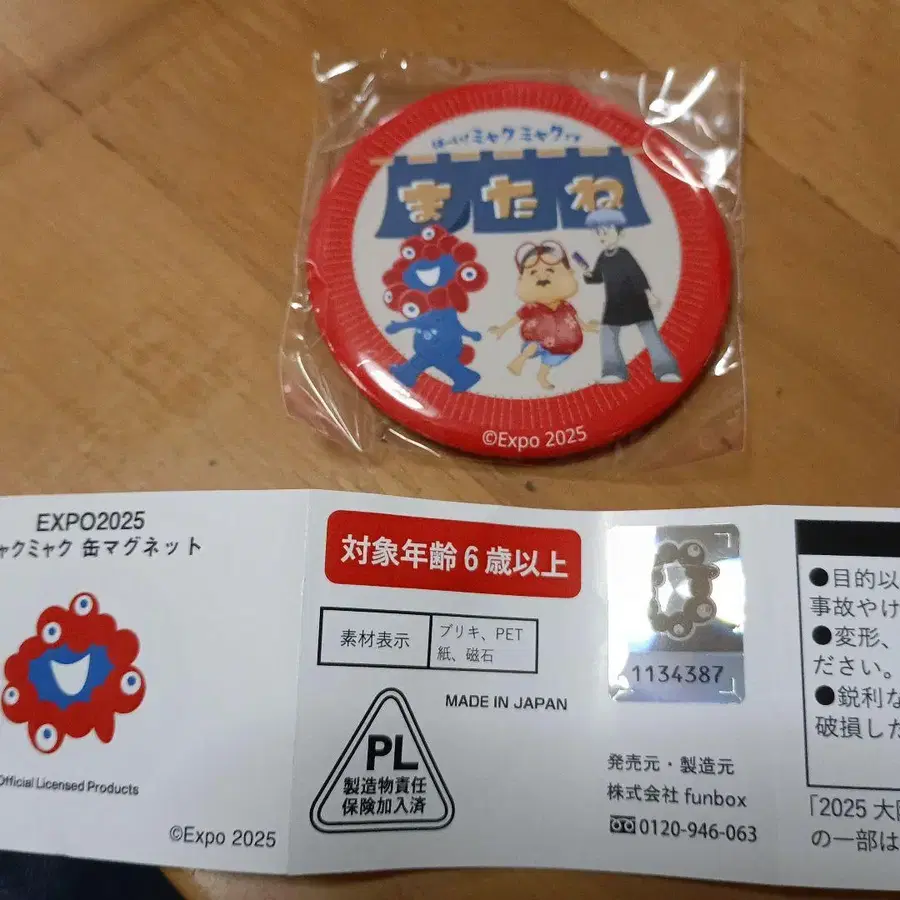 ミャクミャク
またね
©Expo 2025
EXPO2025
ャクミャク 缶マグネット
Official Licensed Products
©Expo 2025
対象年齢6歳以上
素材表示
ブリキ、PET
紙、磁石
MADE IN JAPAN
PL
製造物責任
保険加入済
1134387
発売元・製造元
株式会社 funbox
0120-946-063
●目的以
事故やけ
●変形、
ださい。
●鋭利な
破損した
「2025 大阪
の一部は